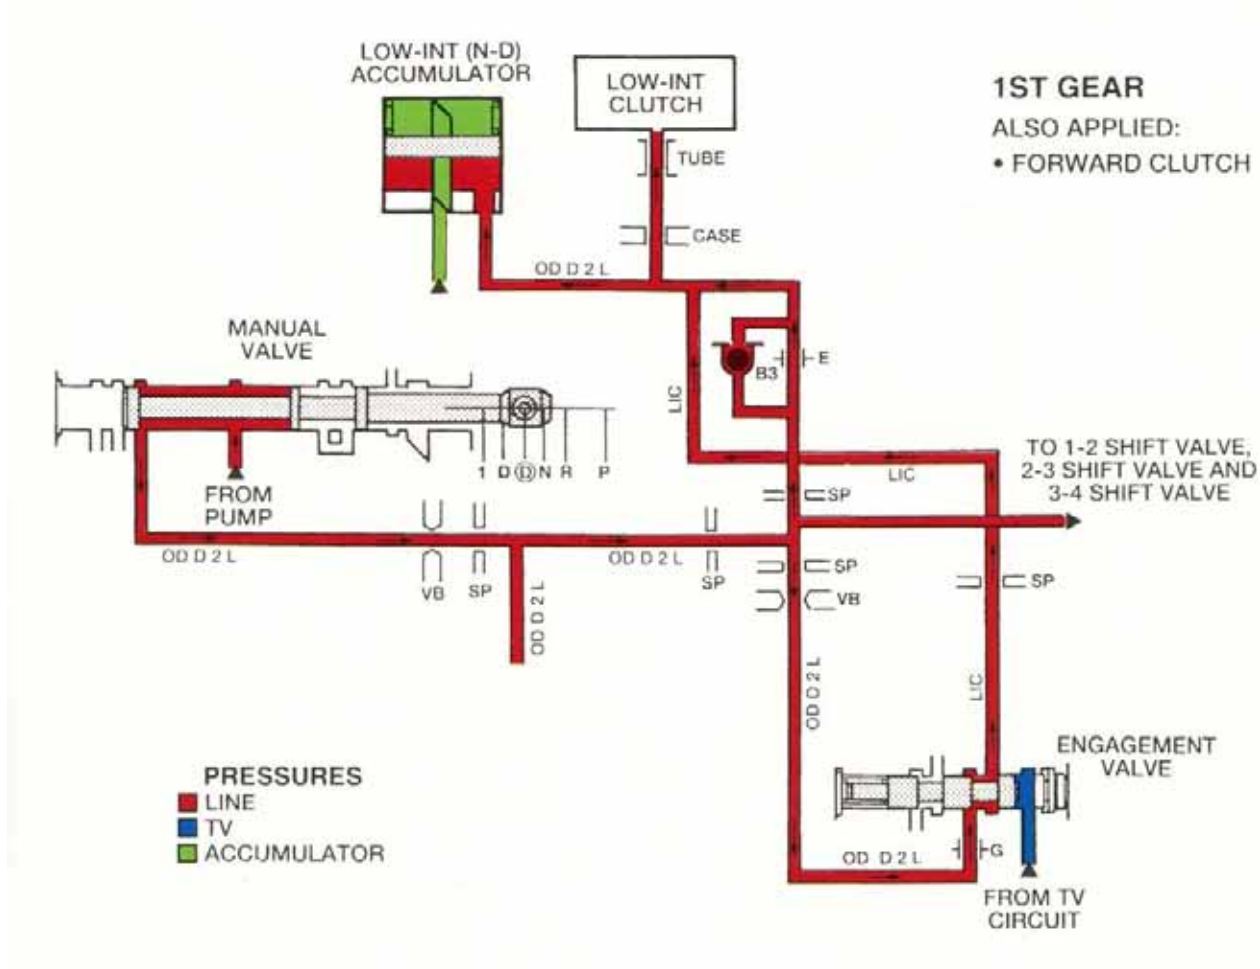 LOW-INT (N-D)
ACCUMULATOR
LOW-INT
CLUTCH
1ST GEAR
ALSO APPLIED:
• FORWARD CLUTCH
TUBE
CASE
OD D 2 L
MANUAL
VALVE
B3
E
LIC
1 D D N R P
FROM
PUMP
LIC
TO 1-2 SHIFT VALVE,
2-3 SHIFT VALVE AND
3-4 SHIFT VALVE
SP
OD D 2 L
OD D 2 L
VB
SP
SP
SP
VB
SP
OD D 2 L
OD D 2 L
LIC
ENGAGEMENT
VALVE
PRESSURES
LINE
TV
ACCUMULATOR
OD D 2 L
G
FROM TV
CIRCUIT